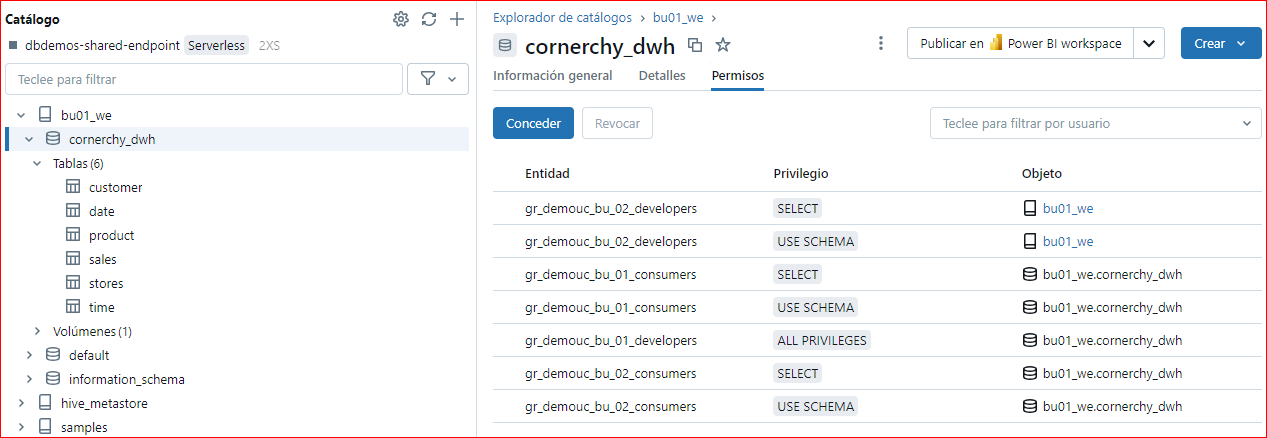 Catálogo
dbdemos-shared-endpoint Serverless 2XS
Teclee para filtrar
bu01_we
cornerchy_dwh
Tablas (6)
customer
date
product
sales
stores
time
Volúmenes (1)
default
information_schema
hive_metastore
samples
Explorador de catálogos > bu01_we >
cornerchy_dwh
Publicar en Power BI workspace
Crear
Información general Detalles Permisos
Conceder Revocar Teclee para filtrar por usuario
Entidad Privilegio Objeto
gr_demouc_bu_02_developers SELECT bu01_we
gr_demouc_bu_02_developers USE SCHEMA bu01_we
gr_demouc_bu_01_consumers SELECT bu01_we.cornerchy_dwh
gr_demouc_bu_01_consumers USE SCHEMA bu01_we.cornerchy_dwh
gr_demouc_bu_01_developers ALL PRIVILEGES bu01_we.cornerchy_dwh
gr_demouc_bu_02_consumers SELECT bu01_we.cornerchy_dwh
gr_demouc_bu_02_consumers USE SCHEMA bu01_we.cornerchy_dwh